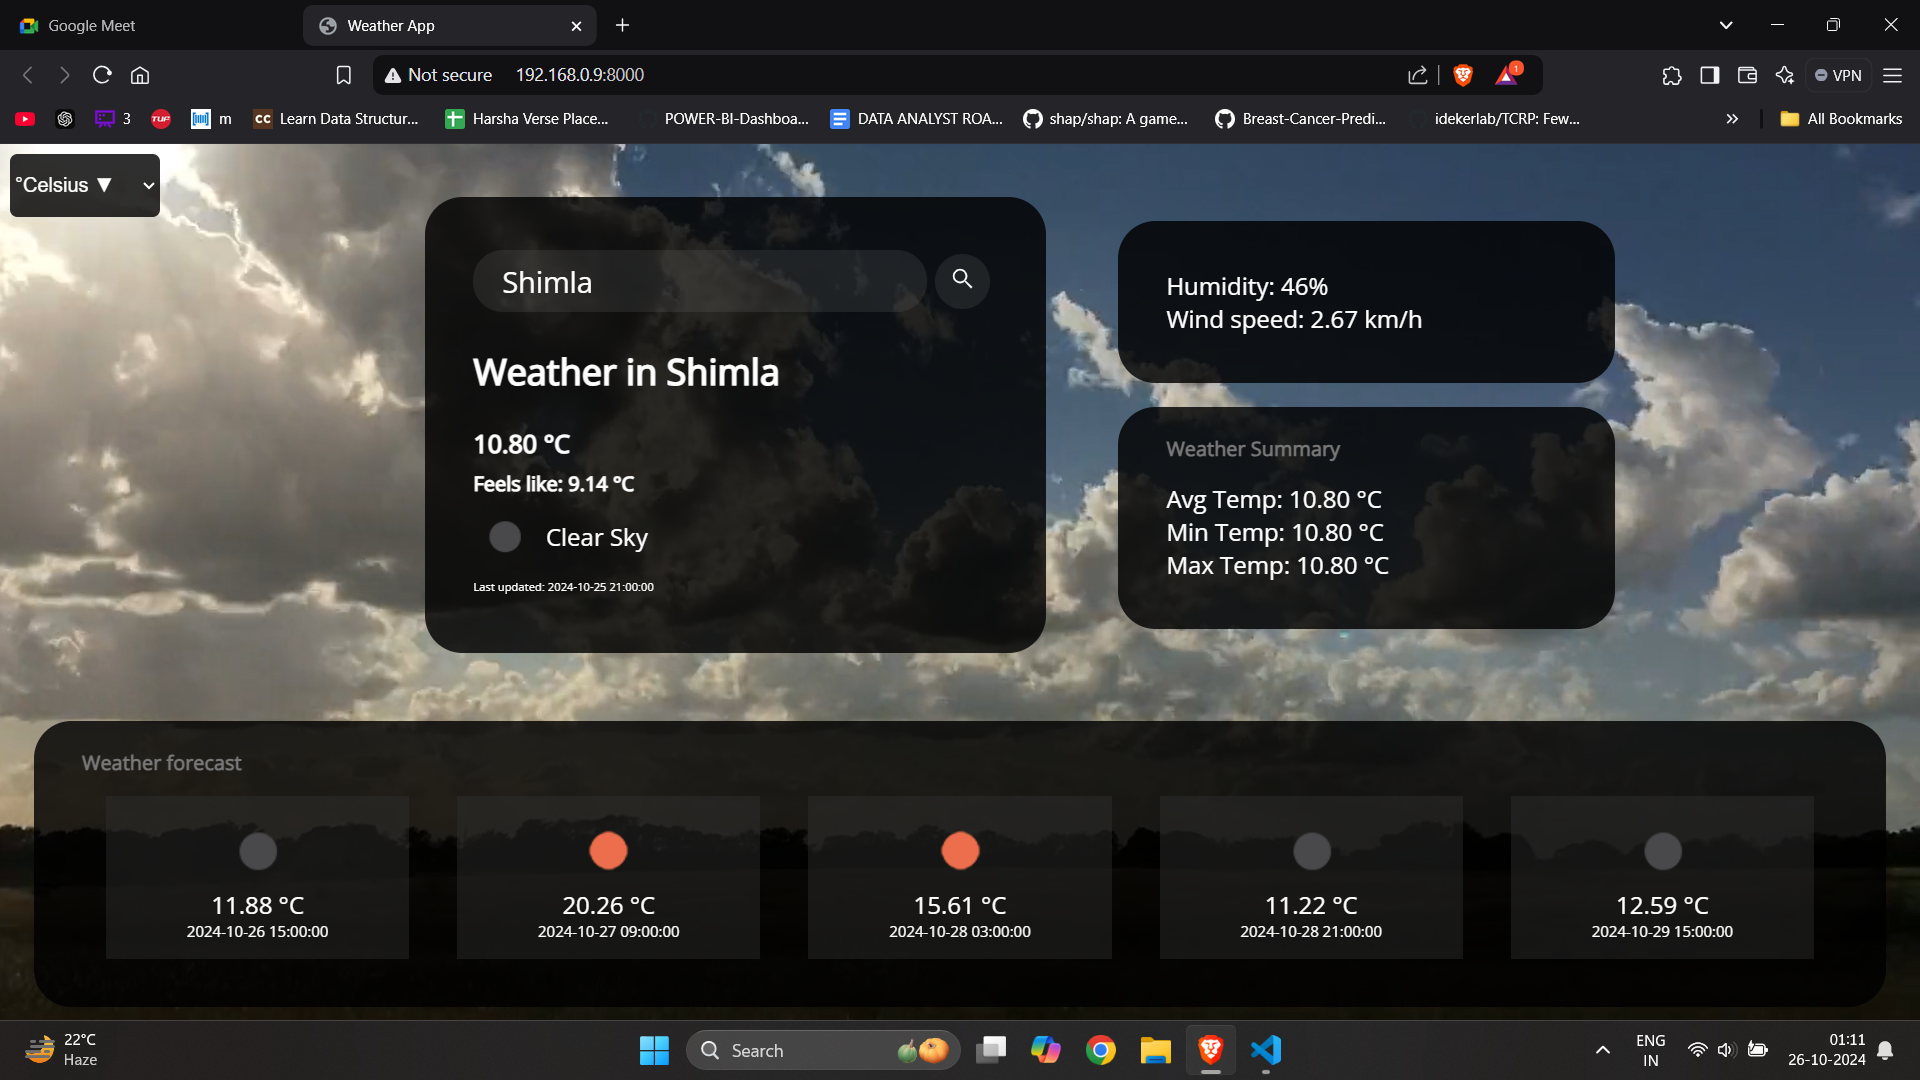 Google Meet
Weather App
Not secure 192.168.0.9:8000
1
VPN
3
TUF
m
CC Learn Data Structur...
Harsha Verse Place...
POWER-BI-Dashboa...
DATA ANALYST ROA...
shap/shap: A game...
Breast-Cancer-Predi...
idekerlab/TCRP: Few...
All Bookmarks
°Celsius ▼
Shimla
Weather in Shimla
10.80 °C
Feels like: 9.14 °C
Clear Sky
Last updated: 2024-10-25 21:00:00
Humidity: 46%
Wind speed: 2.67 km/h
Weather Summary
Avg Temp: 10.80 °C
Min Temp: 10.80 °C
Max Temp: 10.80 °C
Weather forecast
11.88 °C
2024-10-26 15:00:00
20.26 °C
2024-10-27 09:00:00
15.61 °C
2024-10-28 03:00:00
11.22 °C
2024-10-28 21:00:00
12.59 °C
2024-10-29 15:00:00
22°C
Haze
Search
ENG
IN
01:11
26-10-2024